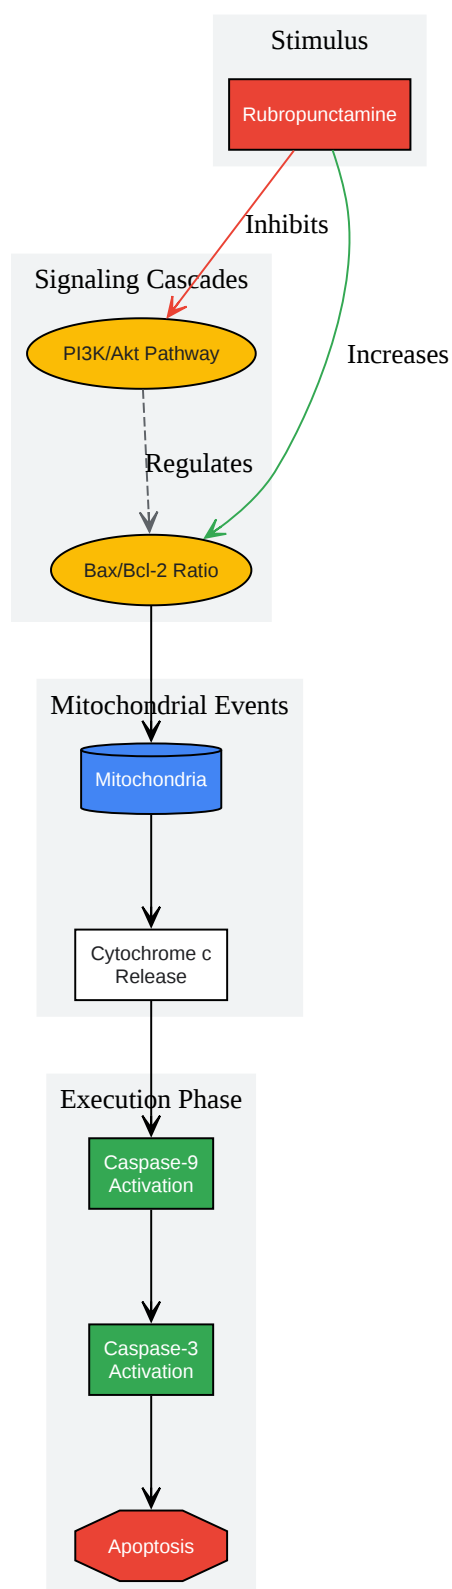 Stimulus
Rubropunctamine
Inhibits
Signaling Cascades
PI3K/Akt Pathway
Increases
Regulates
Bax/Bcl-2 Ratio
Mitochondrial Events
Mitochondria
Cytochrome c
Release
Execution Phase
Caspase-9
Activation
Caspase-3
Activation
Apoptosis